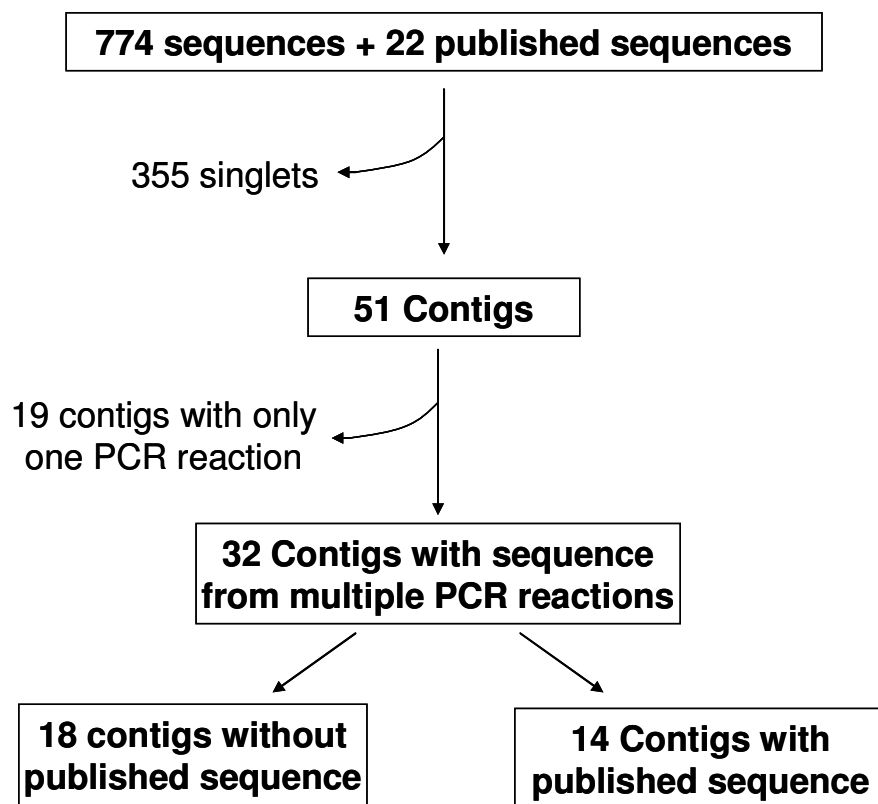 774 sequences + 22 published sequences
355 singlets
51 Contigs
19 contigs with only
one PCR reaction
32 Contigs with sequence
from multiple PCR reactions
18 contigs without
published sequence
14 Contigs with
published sequence